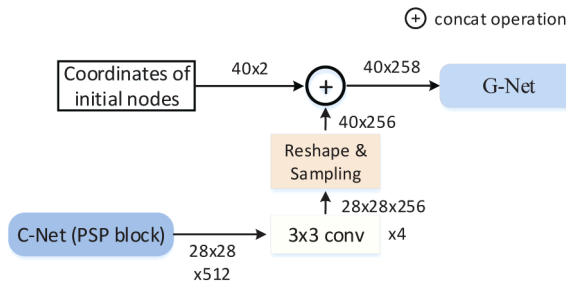 + concat operation
Coordinates of
initial nodes
40x2
+
40x258
G-Net
40x256
Reshape &
Sampling
28x28x256
C-Net (PSP block)
28x28
x512
3x3 conv
x4